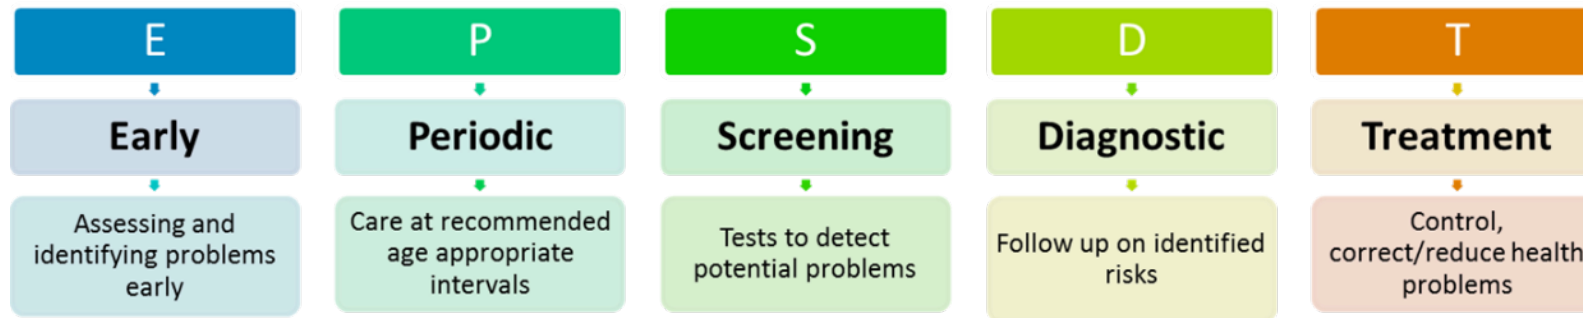 E
Early
Assessing and
identifying problems
early
P
Periodic
Care at recommended
age appropriate
intervals
S
Screening
Tests to detect
potential problems
D
Diagnostic
Follow up on identified
risks
T
Treatment
Control,
correct/reduce health
problems